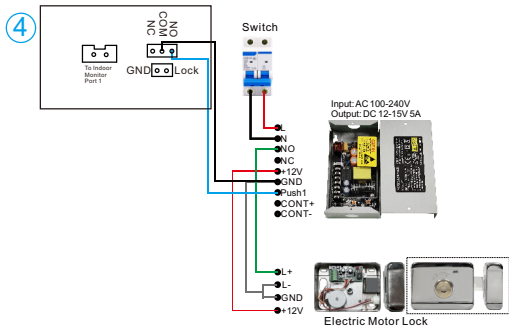 4
NC
COM
NO
To Indoor
Monitor
Port 1
GND
Lock
Switch
Input: AC 100-240V
Output: DC 12-15V 5A
L
N
NO
NC
+12V
GND
Push1
CONT+
CONT-
L+
L-
GND
+12V
Electric Motor Lock